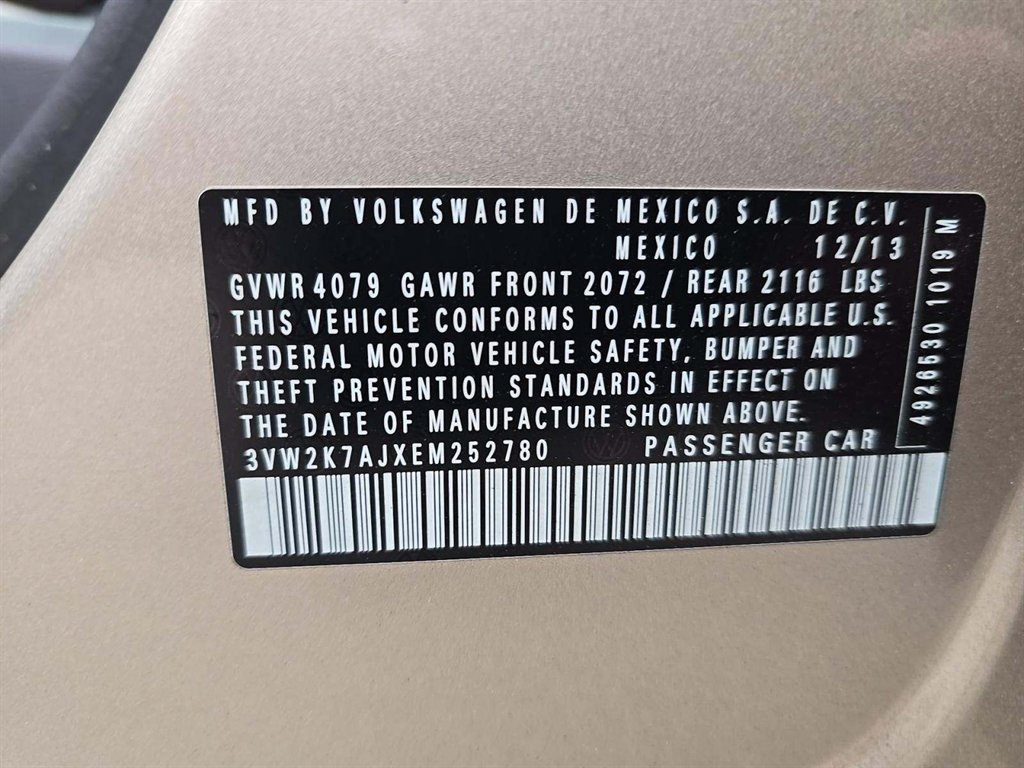 MFD BY VOLKSWAGEN DE MEXICO S.A. DE C.V.
MEXICO 12/13
GVWR 4079 GAWR FRONT 2072 / REAR 2116 LBS
THIS VEHICLE CONFORMS TO ALL APPLICABLE U.S.
FEDERAL MOTOR VEHICLE SAFETY, BUMPER AND
THEFT PREVENTION STANDARDS IN EFFECT ON
THE DATE OF MANUFACTURE SHOWN ABOVE.
3VW2K7AJXEM252780 PASSENGER CAR
4926530 1019 M